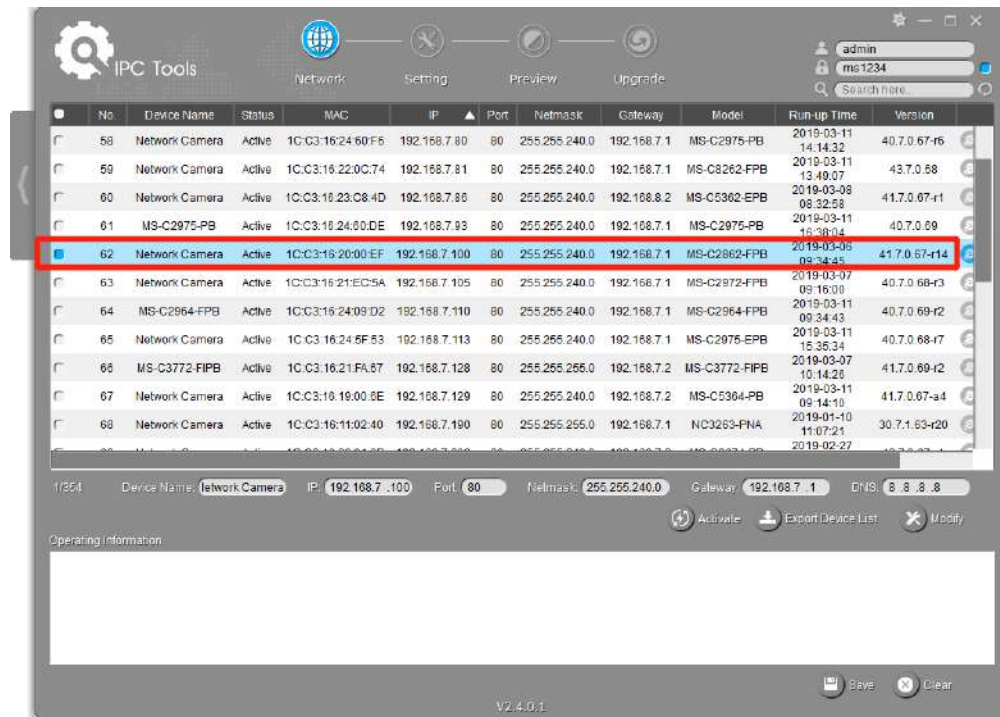 IPC Tools
Network Setting Preview Upgrade
admin
ms1234
Search here...
No. Device Name Status MAC IP Port Netmask Gateway Model Run-up Time Version
58 Network Camera Active 1C:C3:16:24:60:F6 192.168.7.80 80 255.255.240.0 192.168.7.1 MS-C2975-PB 2019-03-11 14:14:32 40.7.0.67-r6
59 Network Camera Active 1C:C3:16:22:0C:74 192.168.7.81 80 255.255.240.0 192.168.7.1 MS-C8262-FPB 2019-03-11 13:49:07 43.7.0.68
60 Network Camera Active 1C:C3:16:23:C8:4D 192.168.7.86 80 255.255.240.0 192.168.8.2 MS-C5362-EPB 2019-03-08 08:32:58 41.7.0.67-r1
61 MS-C2975-PB Active 1C:C3:16:24:60:DE 192.168.7.93 80 255.255.240.0 192.168.7.1 MS-C2975-PB 2019-03-11 16:38:04 40.7.0.69
62 Network Camera Active 1C:C3:16:20:00:EF 192.168.7.100 80 255.255.240.0 192.168.7.1 MS-C2862-FPB 2019-03-06 09:34:45 41.7.0.67-r14
63 Network Camera Active 1C:C3:16:21:EC:5A 192.168.7.105 80 255.255.240.0 192.168.7.1 MS-C2972-FPB 2019-03-07 09:16:00 40.7.0.68-r3
64 MS-C2964-FPB Active 1C:C3:16:24:09:D2 192.168.7.110 80 255.255.240.0 192.168.7.1 MS-C2964-FPB 2019-03-11 09:34:43 40.7.0.69-r2
65 Network Camera Active 1C:C3:16:24:5F:53 192.168.7.113 80 255.255.240.0 192.168.7.1 MS-C2975-EPB 2019-03-11 15:35:34 40.7.0.68-r7
66 MS-C3772-FIPB Active 1C:C3:16:21:FA:67 192.168.7.128 80 255.255.255.0 192.168.7.2 MS-C3772-FIPB 2019-03-07 10:14:26 41.7.0.69-r2
67 Network Camera Active 1C:C3:16:19:00:6E 192.168.7.129 80 255.255.255.0 192.168.7.2 MS-C5364-PB 2019-03-11 09:14:10 41.7.0.67-a4
68 Network Camera Active 1C:C3:16:11:02:40 192.168.7.190 80 255.255.255.0 192.168.7.1 NC3263-PNA 2019-01-10 11:07:21 30.7.1.63-r20
2019-02-27
1/354 Device Name: letwork Camera IP: 192.168.7 .100 Port: 80 Netmask: 255.255.240.0 Gateway: 192.168.7 .1 DNS: 8 .8 .8 .8
Activate Export Device List Modify
Operating Information
Save Clear
V2.4.0.1